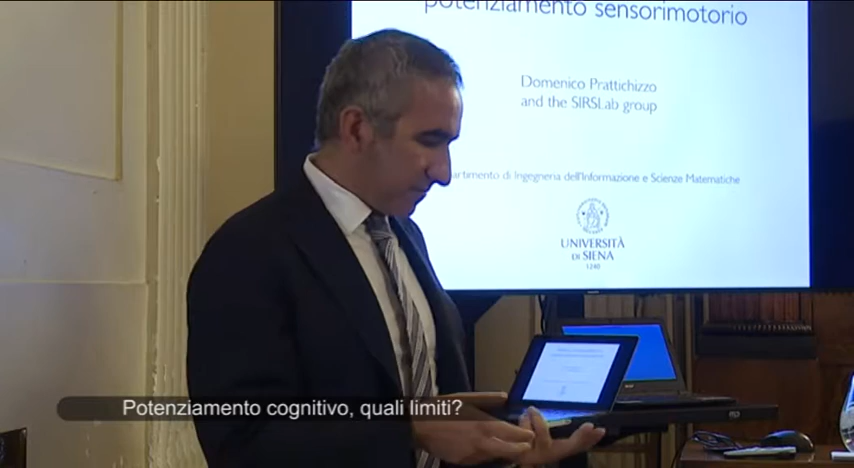 potenziamento sensorimotorio
Domenico Prattichizzo
and the SIRSLab group
artimento di Ingegneria dell'Informazione e Scienze Matematiche
UNIVERSITÀ
DI SIENA
1240
Potenziamento cognitivo, quali limiti?